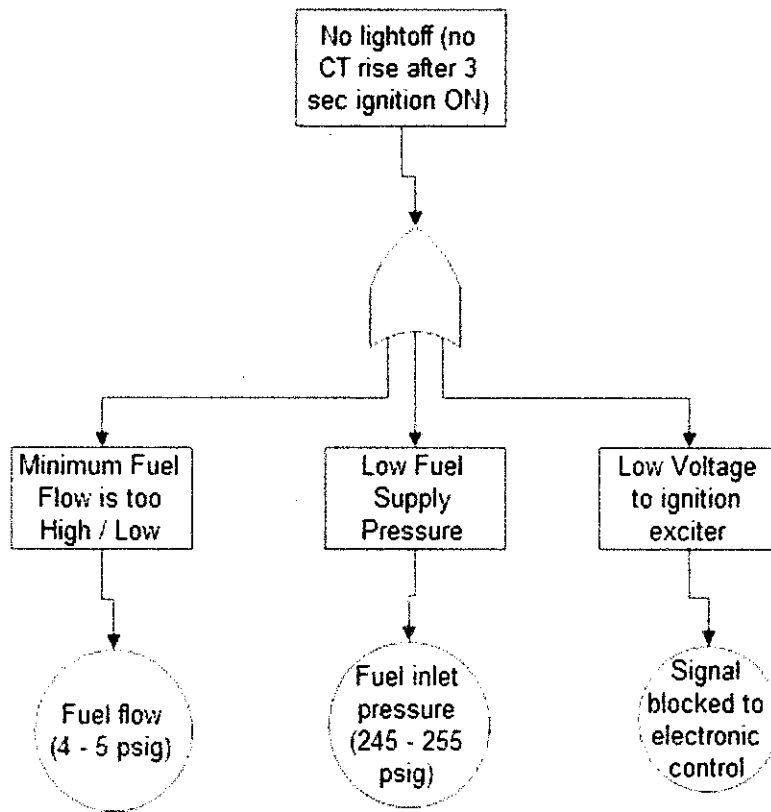 No lightoff (no
CT rise after 3
sec ignition ON)
Minimum Fuel
Flow is too
High / Low
Low Fuel
Supply
Pressure
Low Voltage
to ignition
exciter
Fuel flow
(4 - 5 psig)
Fuel inlet
pressure
(245 - 255
psig)
Signal
blocked to
electronic
control